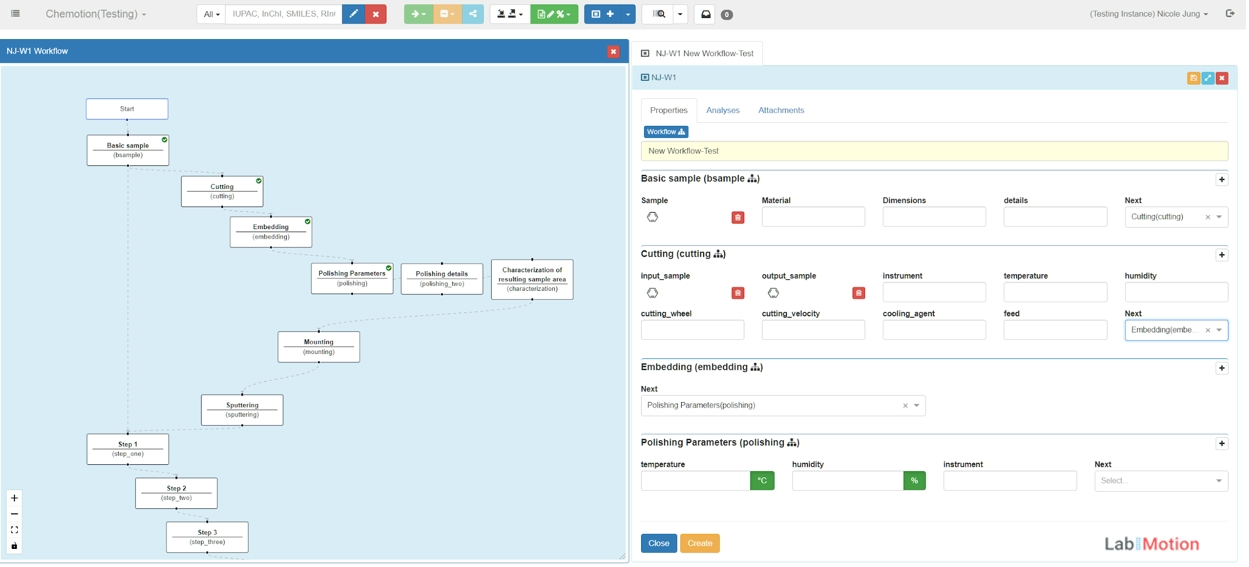 Chemotion(Testing)
All
IUPAC, InChI, SMILES, RIn
0
(Testing Instance) Nicole Jung
NJ-W1 Workflow
Start
Basic sample
(bsample)
Cutting
(cutting)
Embedding
(embedding)
Polishing Parameters
(polishing)
Polishing details
(polishing_two)
Characterization of
resulting sample area
(characterization)
Mounting
(mounting)
Sputtering
(sputtering)
Step 1
(step_one)
Step 2
(step_two)
Step 3
(step_three)
NJ-W1 New Workflow-Test
NJ-W1
Properties Analyses Attachments
Workflow
New Workflow-Test
Basic sample (bsample )
Sample Material Dimensions details Next
Cutting(cutting)
Cutting (cutting )
input_sample output_sample instrument temperature humidity
cutting_wheel cutting_velocity cooling_agent feed Next
Embedding(embe...
Embedding (embedding )
Next
Polishing Parameters(polishing)
Polishing Parameters (polishing )
temperature humidity instrument Next
°C % Select...
Close Create
LabIMotion